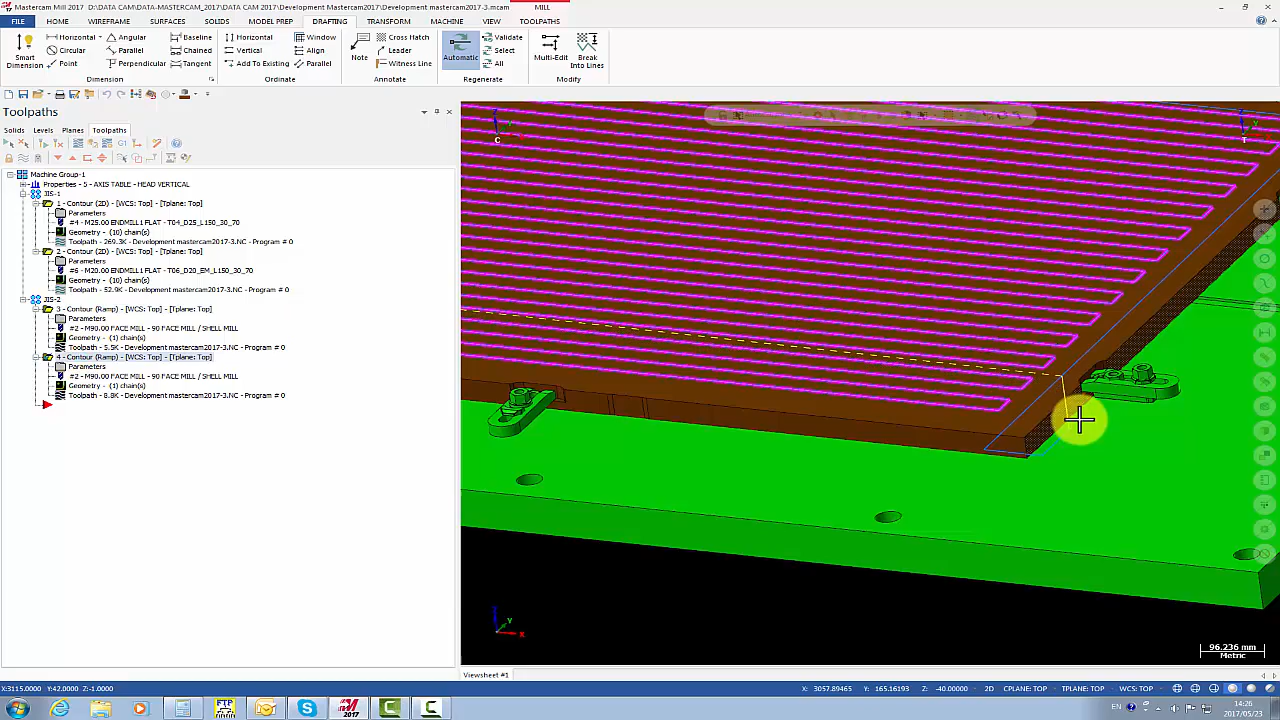 Mastercam Mill 2017 D:\DATA CAM\DATA-MASTERCAM_2017\DATA CAM 2017\Development Mastercam2017\Development mastercam2017-3.mcam
MILL
FILE HOME WIREFRAME SURFACES SOLIDS MODEL PREP DRAFTING TRANSFORM MACHINE VIEW TOOLPATHS
Smart Dimension
Horizontal Angular Baseline
Circular Parallel Chained
Point Perpendicular Tangent
Dimension
Horizontal Window
Vertical Align
Add To Existing Parallel
Ordinate
Note
Cross Hatch
Leader
Witness Line
Annotate
Automatic
Validate
Select
All
Regenerate
Multi-Edit
Break Into Lines
Modify
Toolpaths
Solids Levels Planes Toolpaths
G1
Machine Group-1
Properties - 5 - AXIS TABLE - HEAD VERTICAL
JIS-1
1 - Contour (2D) - [WCS: Top] - [Tplane: Top]
Parameters
#4 - M25.00 ENDMILL1 FLAT - T04_D25_L150_30_70
Geometry - (10) chain(s)
Toolpath - 269.3K - Development mastercam2017-3.NC - Program # 0
2 - Contour (2D) - [WCS: Top] - [Tplane: Top]
Parameters
#6 - M20.00 ENDMILL1 FLAT - T06_D20_EM_L150_30_70
Geometry - (10) chain(s)
Toolpath - 52.9K - Development mastercam2017-3.NC - Program # 0
JIS-2
3 - Contour (Ramp) - [WCS: Top] - [Tplane: Top]
Parameters
#2 - M90.00 FACE MILL - 90 FACE MILL / SHELL MILL
Geometry - (1) chain(s)
Toolpath - 5.5K - Development mastercam2017-3.NC - Program # 0
4 - Contour (Ramp) - [WCS: Top] - [Tplane: Top]
Parameters
#2 - M90.00 FACE MILL - 90 FACE MILL / SHELL MILL
Geometry - (1) chain(s)
Toolpath - 8.8K - Development mastercam2017-3.NC - Program # 0
C
T
Y
X
96.236 mm
Metric
Viewsheet #1
X:3115.0000 Y:42.0000 Z:-1.0000
X: 3057.89465 Y: 165.16193 Z: -40.00000 2D CPLANE: TOP TPLANE: TOP WCS: TOP
FTP
2017
EN
14:26
2017/05/23